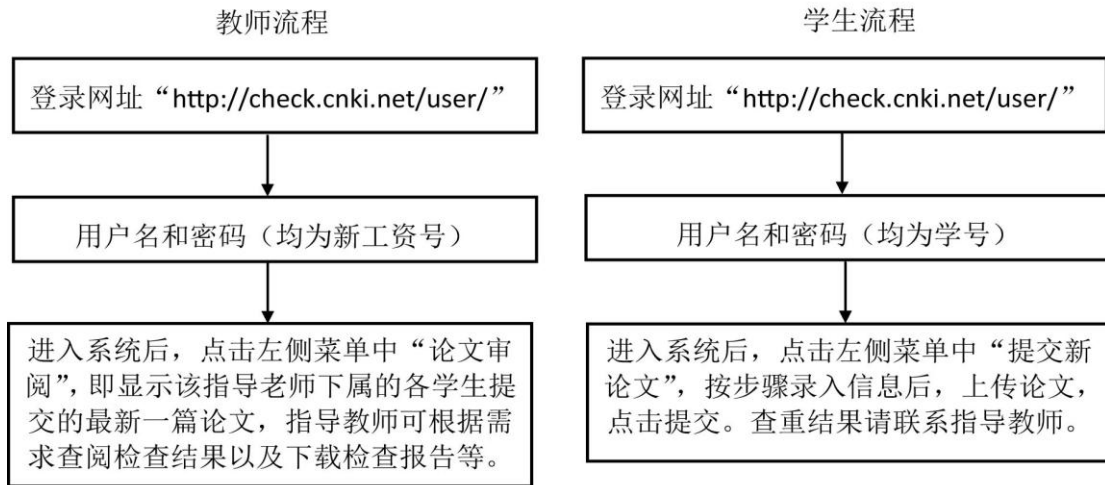 教师流程
登录网址“http://check.cnki.net/user/”
用户名和密码（均为新工资号）
进入系统后，点击左侧菜单中“论文审
阅”，即显示该指导老师下属的各学生提
交的最新一篇论文，指导教师可根据需
求查阅检查结果以及下载检查报告等。
学生流程
登录网址“http://check.cnki.net/user/”
用户名和密码（均为学号）
进入系统后，点击左侧菜单中“提交新
论文”，按步骤录入信息后，上传论文，
点击提交。查重结果请联系指导教师。